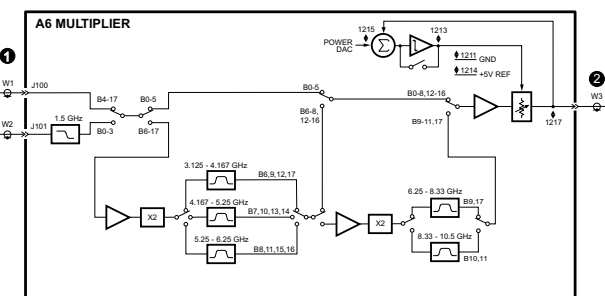 A6 MULTIPLIER
1215
1213
POWER
DAC
Σ
1211 GND
1214 +5V REF
1
2
W1
J100
B4-17
B0-5
B0-5
B0-8,12-16
W3
1.5 GHz
W2
J101
B0-3
B6-17
B6-8,
12-16
B9-11,17
1217
3.125 - 4.167 GHz
B6,9,12,17
4.167 - 5.25 GHz
X2
B7,10,13,14
5.25 - 6.25 GHz
B8,11,15,16
X2
6.25 - 8.33 GHz
B9,17
8.33 - 10.5 GHz
B10,11